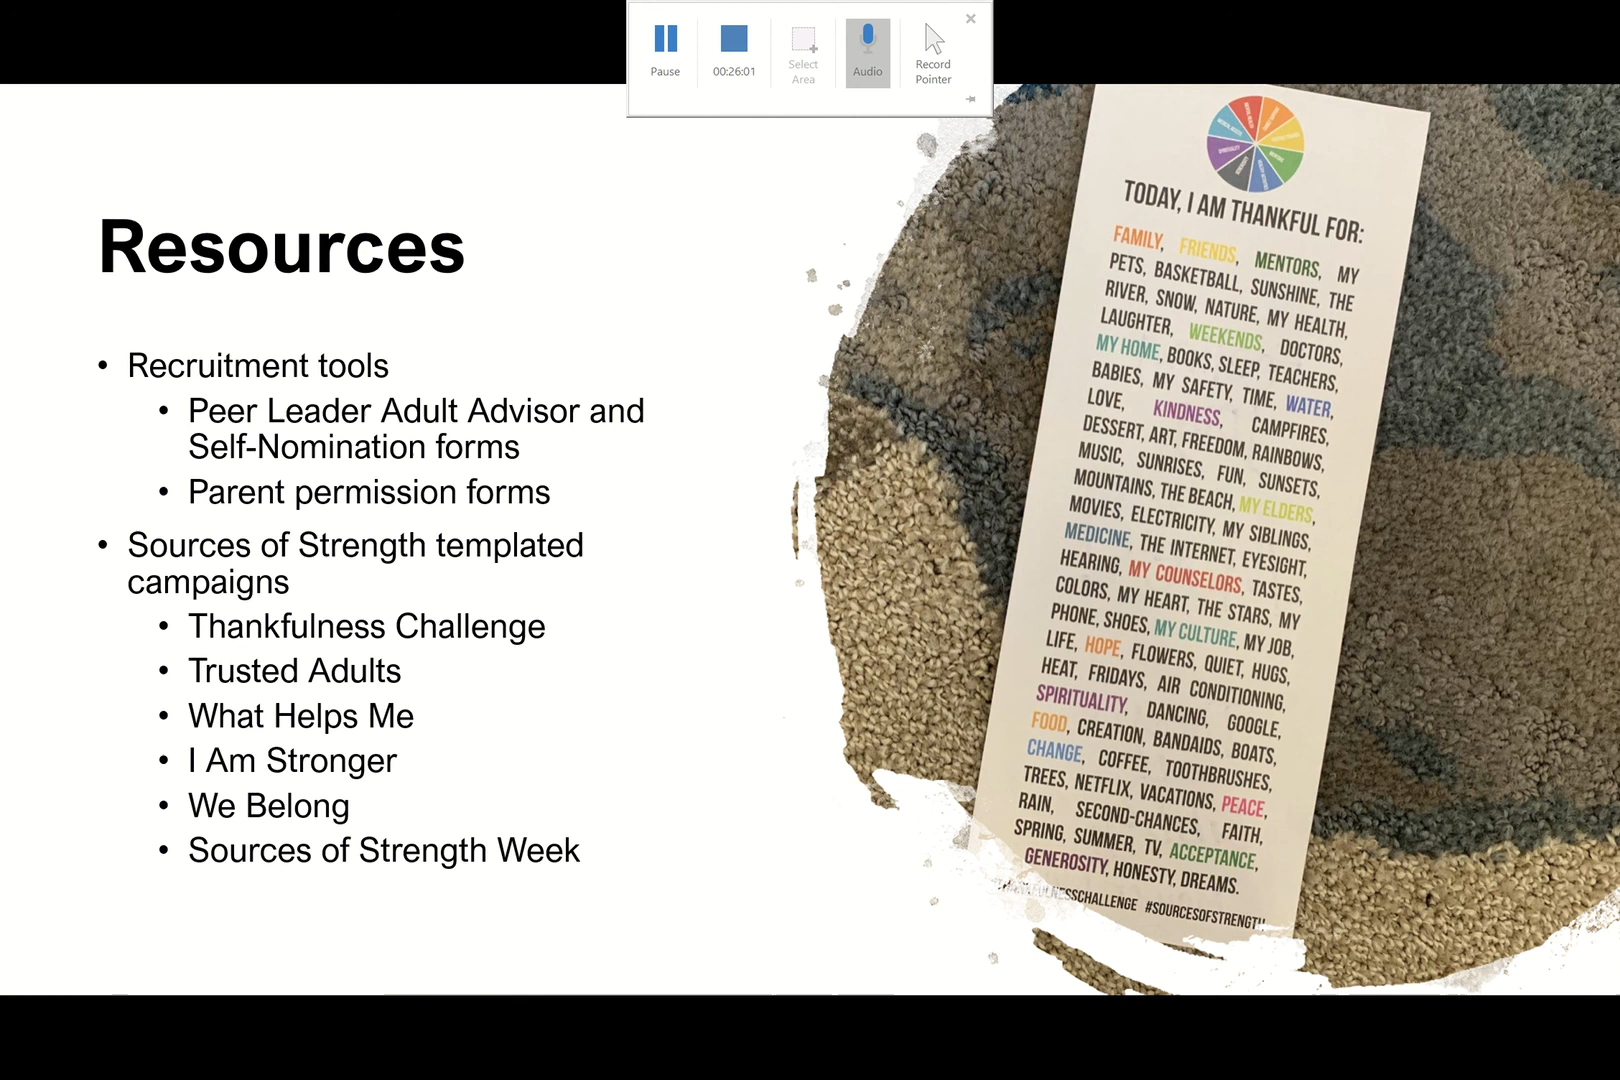 Pause
00:26:01
Select
Area
Audio
Record
Pointer
Resources
• Recruitment tools
• Peer Leader Adult Advisor and
Self-Nomination forms
• Parent permission forms
• Sources of Strength templated
campaigns
• Thankfulness Challenge
• Trusted Adults
• What Helps Me
• I Am Stronger
• We Belong
• Sources of Strength Week
TODAY, I AM THANKFUL FOR:
FAMILY, FRIENDS, MENTORS, MY
PETS, BASKETBALL, SUNSHINE, THE
RIVER, SNOW, NATURE, MY HEALTH,
LAUGHTER, WEEKENDS, DOCTORS,
MY HOME, BOOKS, SLEEP, TEACHERS,
BABIES, MY SAFETY, TIME, WATER,
LOVE, KINDNESS, CAMPFIRES,
DESSERT, ART, FREEDOM, RAINBOWS,
MUSIC, SUNRISES, FUN, SUNSETS,
MOUNTAINS, THE BEACH, MY ELDERS,
MOVIES, ELECTRICITY, MY SIBLINGS,
MEDICINE, THE INTERNET, EYESIGHT,
HEARING, MY COUNSELORS, TASTES,
COLORS, MY HEART, THE STARS, MY
PHONE, SHOES, MY CULTURE, MY JOB,
LIFE, HOPE, FLOWERS, QUIET, HUGS,
HEAT, FRIDAYS, AIR CONDITIONING,
SPIRITUALITY, DANCING, GOOGLE,
FOOD, CREATION, BANDAIDS, BOATS,
CHANGE, COFFEE, TOOTHBRUSHES,
TREES, NETFLIX, VACATIONS, PEACE,
RAIN, SECOND-CHANCES, FAITH,
SPRING, SUMMER, TV, ACCEPTANCE,
GENEROSITY, HONESTY, DREAMS.
#SOURCESOFSTRENGTH